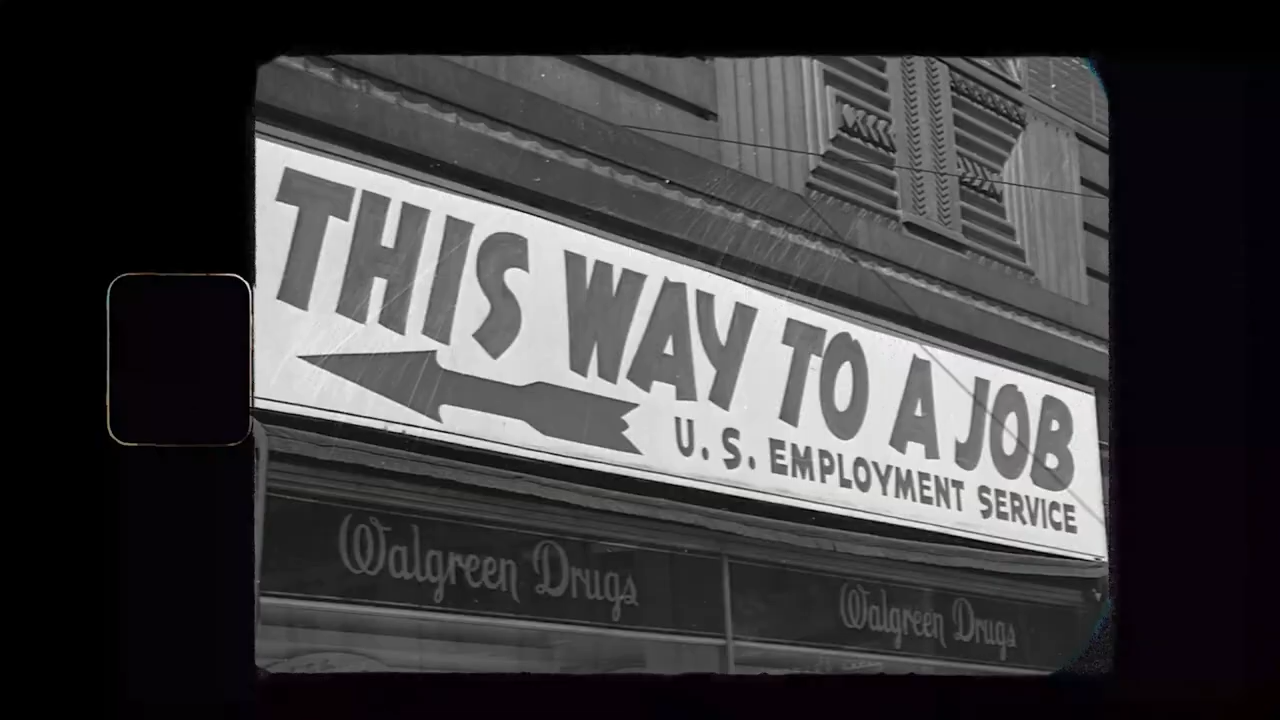 THIS WAY TO A JOB
U. S. EMPLOYMENT SERVICE
Walgreen Drugs
Walgreen Drugs